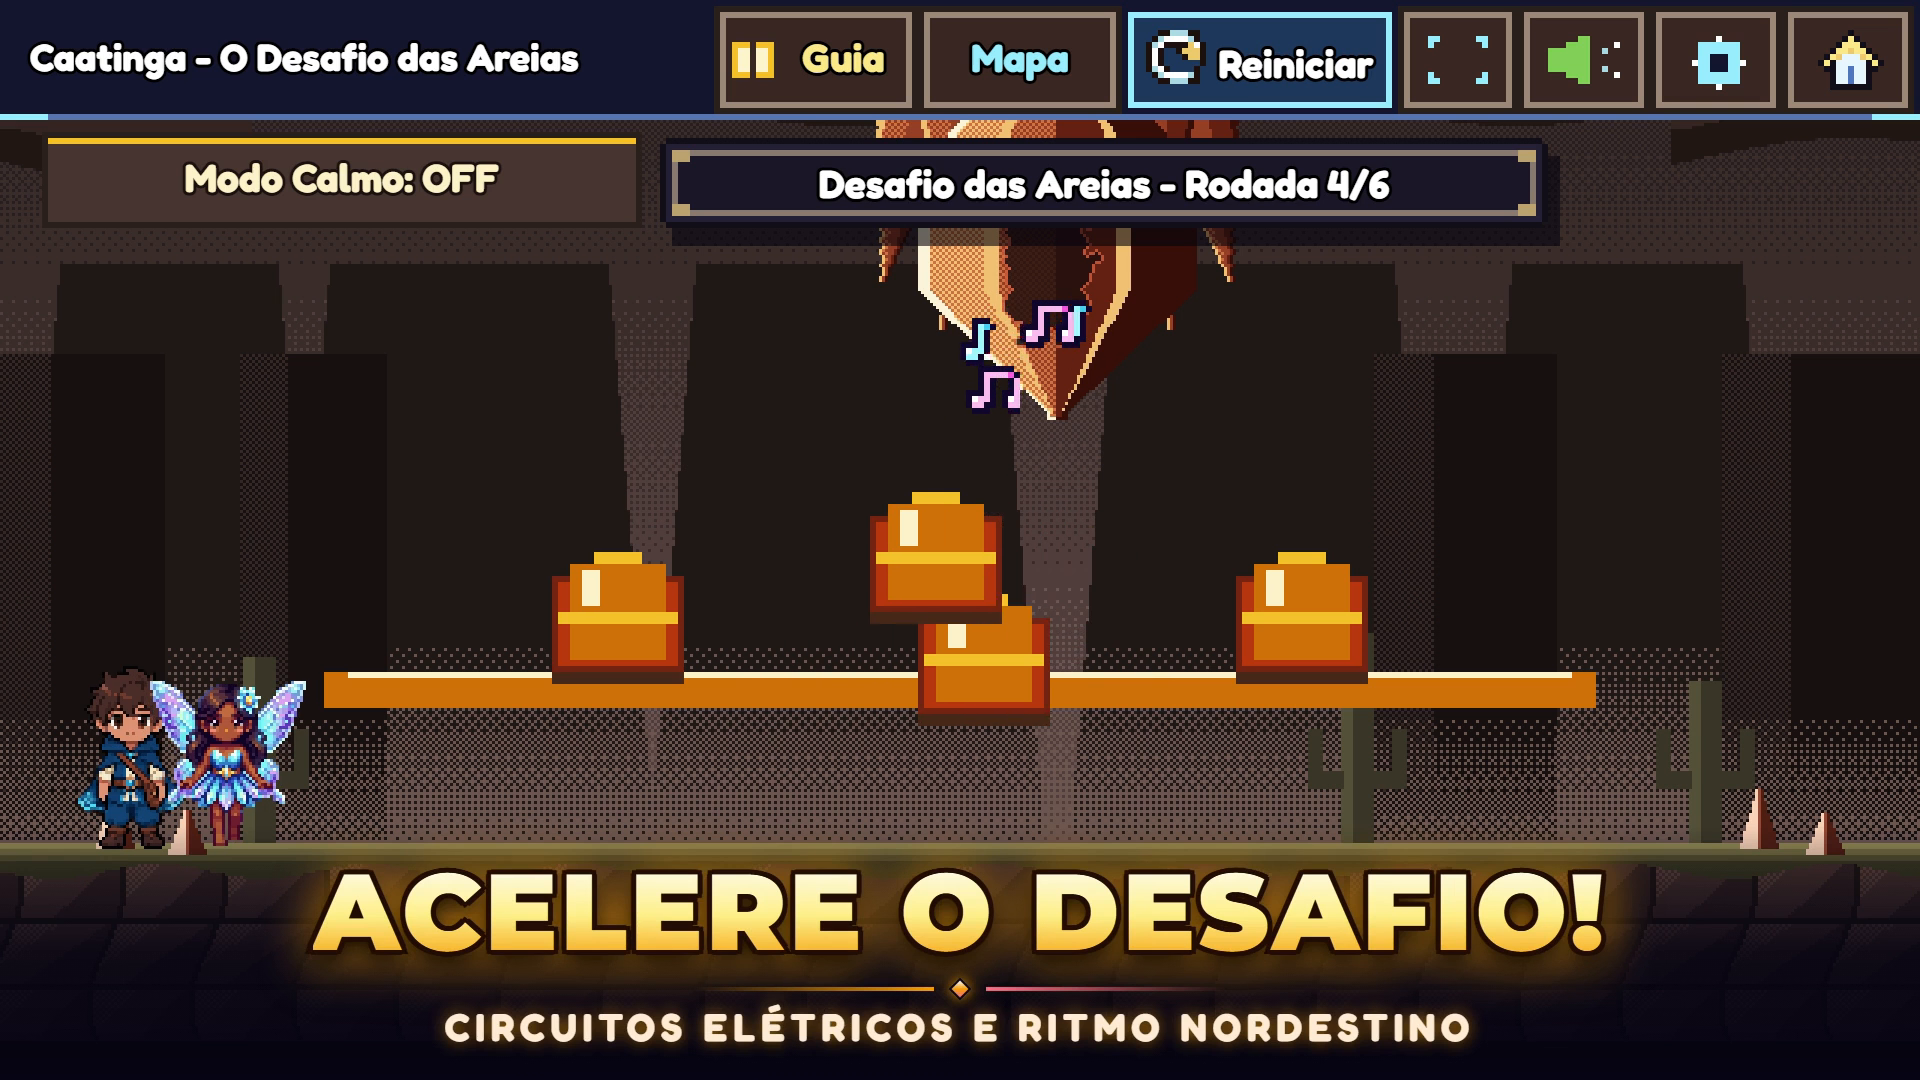 Caatinga - O Desafio das Areias
Guia
Mapa
Reiniciar
Modo Calmo: OFF
Desafio das Areias - Rodada 4/6
ACELERE O DESAFIO!
CIRCUITOS ELÉTRICOS E RITMO NORDESTINO